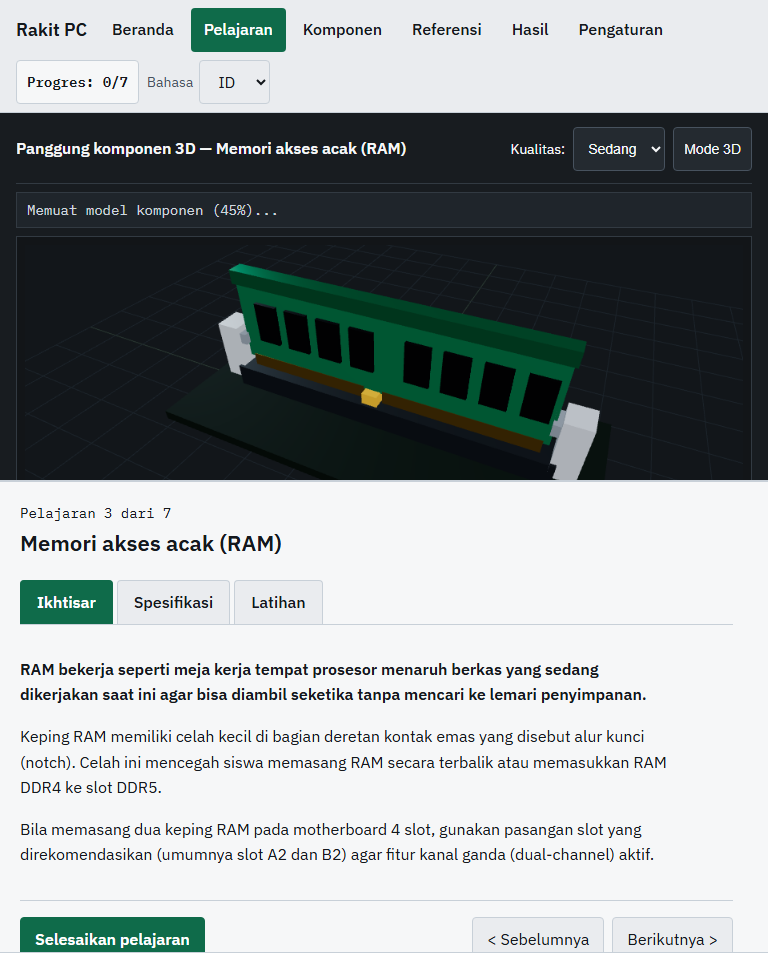 Rakit PC Beranda Pelajaran Komponen Referensi Hasil Pengaturan
Progres: 0/7 Bahasa ID
Panggung komponen 3D — Memori akses acak (RAM) Kualitas: Sedang Mode 3D
Memuat model komponen (45%)...
Pelajaran 3 dari 7
Memori akses acak (RAM)
Ikhtisar Spesifikasi Latihan
RAM bekerja seperti meja kerja tempat prosesor menaruh berkas yang sedang
dikerjakan saat ini agar bisa diambil seketika tanpa mencari ke lemari penyimpanan.
Keping RAM memiliki celah kecil di bagian deretan kontak emas yang disebut alur kunci
(notch). Celah ini mencegah siswa memasang RAM secara terbalik atau memasukkan RAM
DDR4 ke slot DDR5.
Bila memasang dua keping RAM pada motherboard 4 slot, gunakan pasangan slot yang
direkomendasikan (umumnya slot A2 dan B2) agar fitur kanal ganda (dual-channel) aktif.
Selesaikan pelajaran < Sebelumnya Berikutnya >